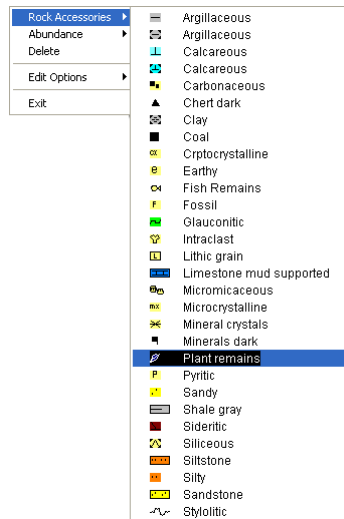 Rock Accessories
Abundance
Delete
Edit Options
Exit
Argillaceous
Argillaceous
Calcareous
Calcareous
Carbonaceous
Chert dark
Clay
Coal
cx Crptocrystalline
e Earthy
Fish Remains
F Fossil
Glauconitic
Intraclast
L Lithic grain
Limestone mud supported
Micromicaceous
mx Microcrystalline
Mineral crystals
Minerals dark
Plant remains
P Pyritic
Sandy
Shale gray
Sideritic
Siliceous
Siltstone
Silty
Sandstone
Stylolitic